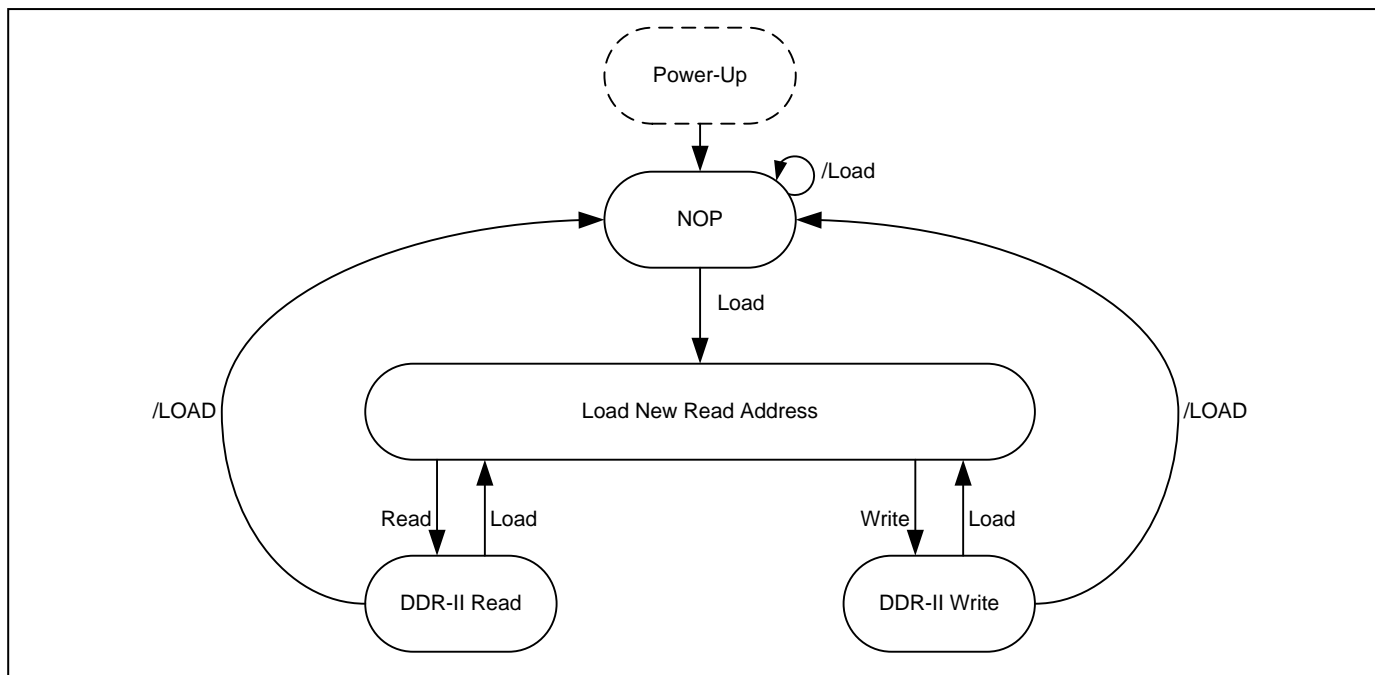 Power-Up
/Load
NOP
Load
/LOAD
Load New Read Address
/LOAD
Read
Load
Write
Load
DDR-II Read
DDR-II Write